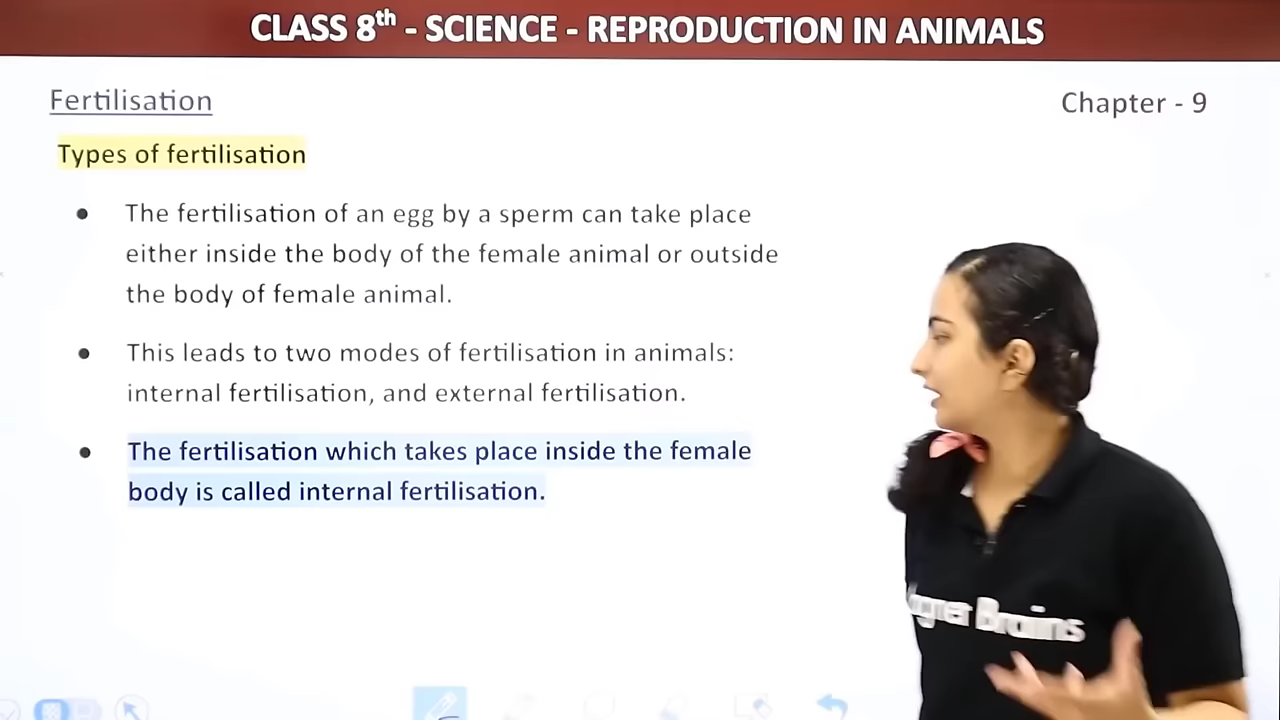 CLASS 8th - SCIENCE - REPRODUCTION IN ANIMALS
Fertilisation
Chapter - 9
Types of fertilisation
● The fertilisation of an egg by a sperm can take place
either inside the body of the female animal or outside
the body of female animal.
● This leads to two modes of fertilisation in animals:
internal fertilisation, and external fertilisation.
● The fertilisation which takes place inside the female
body is called internal fertilisation.
Brains